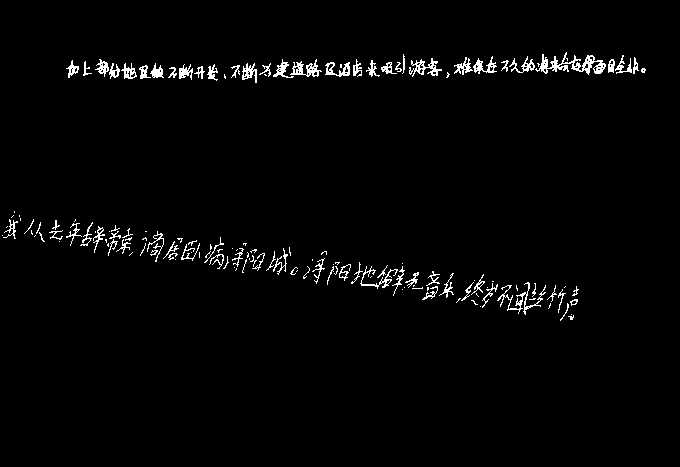 加上部分地区被不断开发、不断兴建道路及酒店来吸引游客，难保在不久的将来会面目全非。
我从去年辞帝京，谪居卧病浔阳城。浔阳地僻无音乐，终岁不闻丝竹声